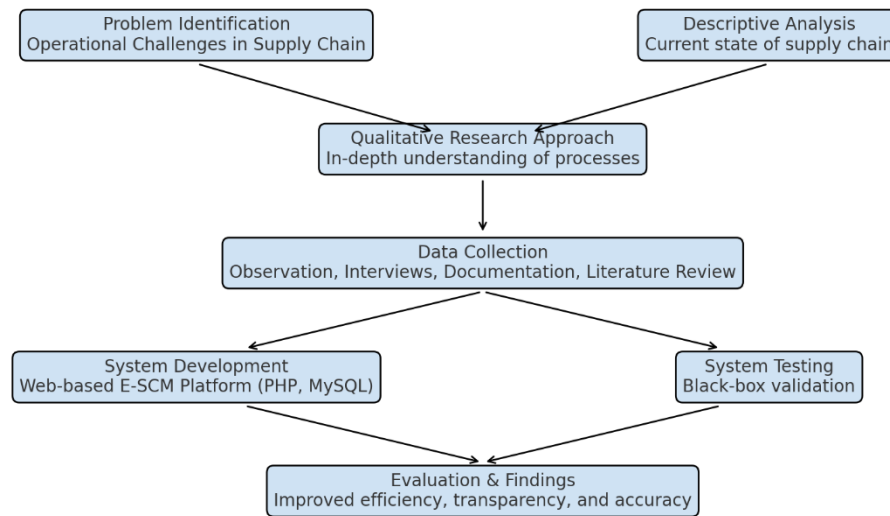 Problem Identification
Operational Challenges in Supply Chain
Descriptive Analysis
Current state of supply chain
Qualitative Research Approach
In-depth understanding of processes
Data Collection
Observation, Interviews, Documentation, Literature Review
System Development
Web-based E-SCM Platform (PHP, MySQL)
System Testing
Black-box validation
Evaluation & Findings
Improved efficiency, transparency, and accuracy